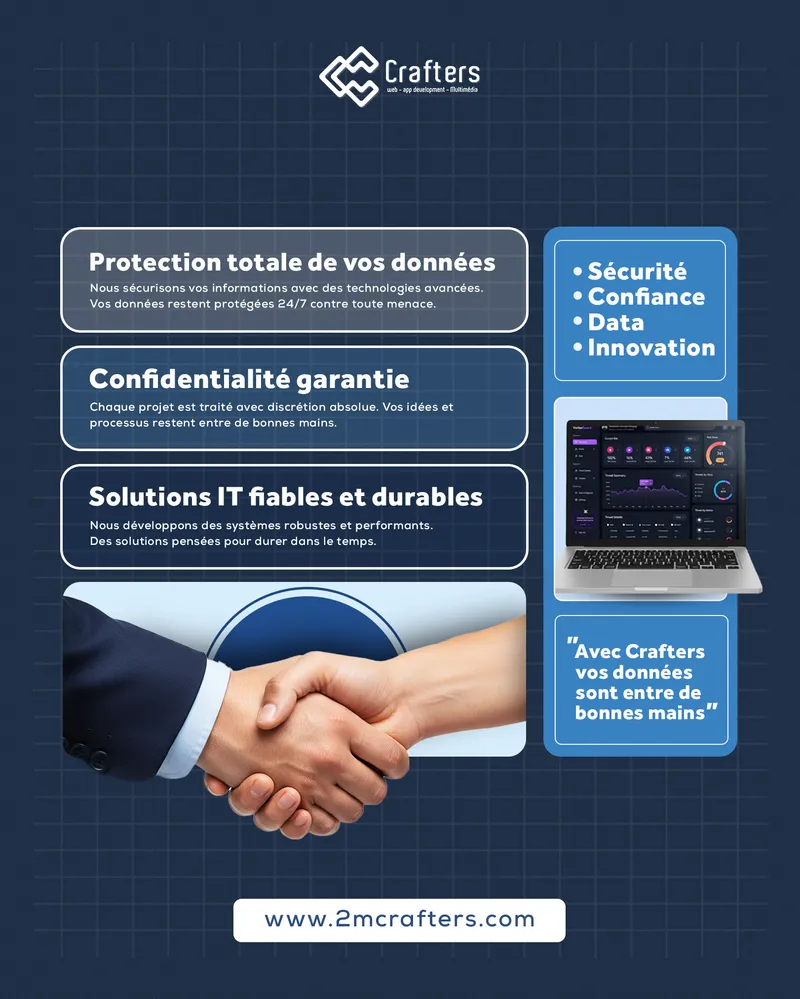 Crafters
web - app development - Multimédia
Protection totale de vos données
Nous sécurisons vos informations avec des technologies avancées.
Vos données restent protégées 24/7 contre toute menace.
Confidentialité garantie
Chaque projet est traité avec discrétion absolue. Vos idées et
processus restent entre de bonnes mains.
Solutions IT fiables et durables
Nous développons des systèmes robustes et performants.
Des solutions pensées pour durer dans le temps.
• Sécurité
• Confiance
• Data
• Innovation
"Avec Crafters
vos données
sont entre de
bonnes mains"
www.2mcrafters.com